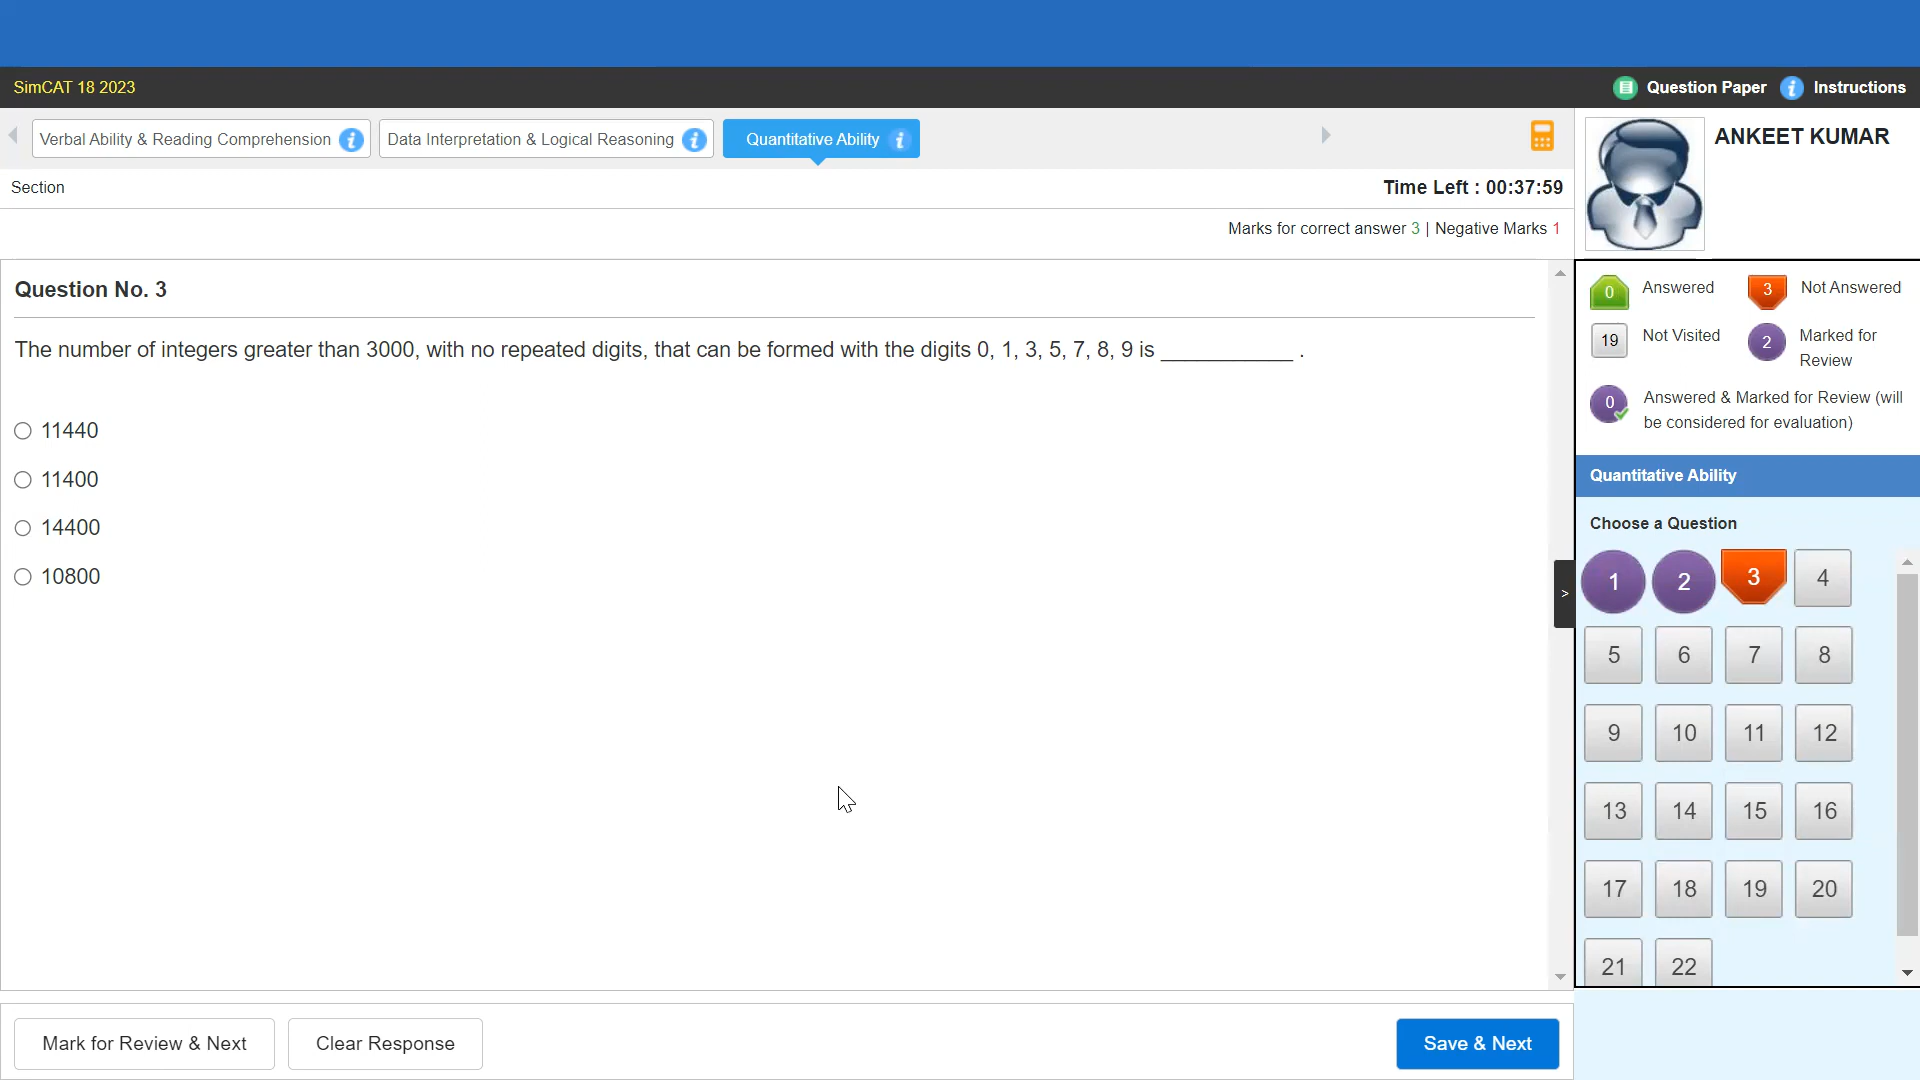 SimCAT 18 2023
Question Paper
Instructions
Verbal Ability & Reading Comprehension
Data Interpretation & Logical Reasoning
Quantitative Ability
ANKEET KUMAR
Section
Time Left : 00:37:59
Marks for correct answer 3 | Negative Marks 1
Question No. 3
The number of integers greater than 3000, with no repeated digits, that can be formed with the digits 0, 1, 3, 5, 7, 8, 9 is ___________ .
11440
11400
14400
10800
0 Answered
3 Not Answered
19 Not Visited
2 Marked for
Review
0 Answered & Marked for Review (will
be considered for evaluation)
Quantitative Ability
Choose a Question
1 2 3 4
5 6 7 8
9 10 11 12
13 14 15 16
17 18 19 20
21 22
>
Mark for Review & Next
Clear Response
Save & Next